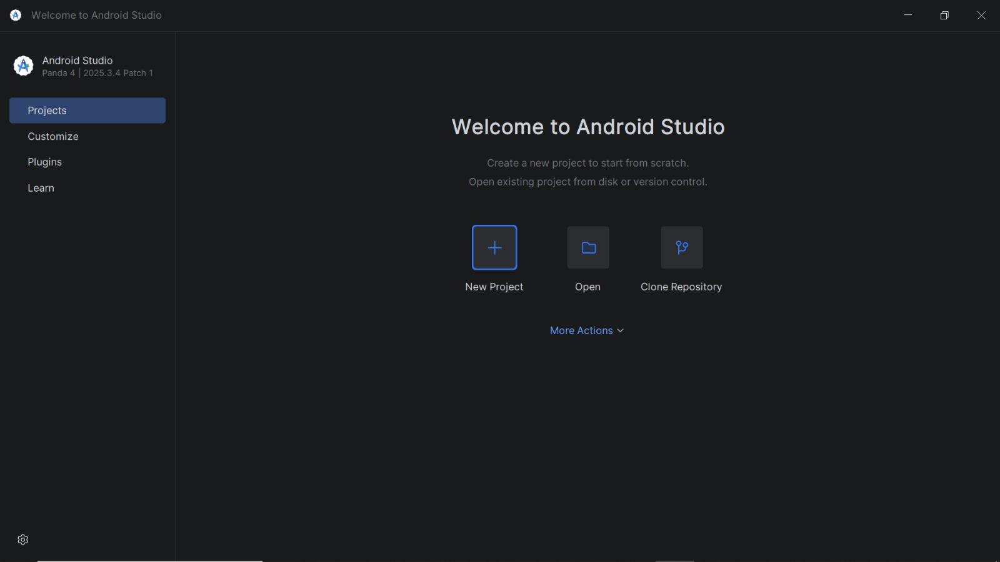 Welcome to Android Studio
Android Studio
Panda 4 | 2025.3.4 Patch 1
Projects
Customize
Plugins
Learn
Welcome to Android Studio
Create a new project to start from scratch.
Open existing project from disk or version control.
New Project
Open
Clone Repository
More Actions